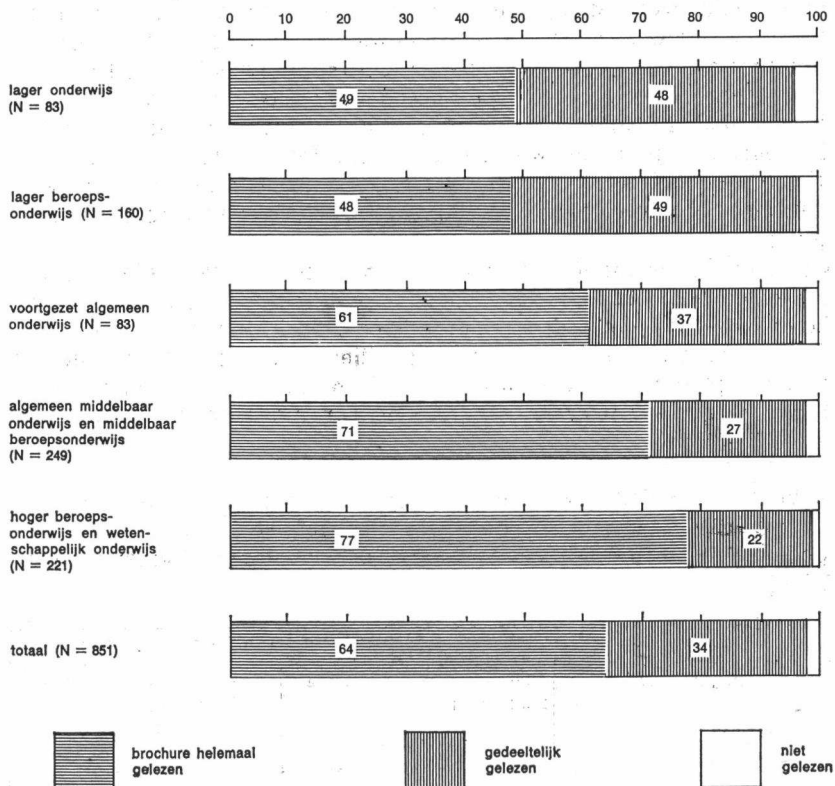 0 10 20 30 40 50 60 70 80 90 100
lager onderwijs
(N = 83)
49 48
lager beroeps-
onderwijs (N = 160)
48 49
voortgezet algemeen
onderwijs (N = 83)
61 37
algemeen middelbaar
onderwijs en middelbaar
beroepsonderwijs
(N = 249)
71 27
hoger beroeps-
onderwijs en weten-
schappelijk onderwijs
(N = 221)
77 22
totaal (N = 851)
64 34
brochure helemaal
gelezen
gedeeltelijk
gelezen
niet
gelezen